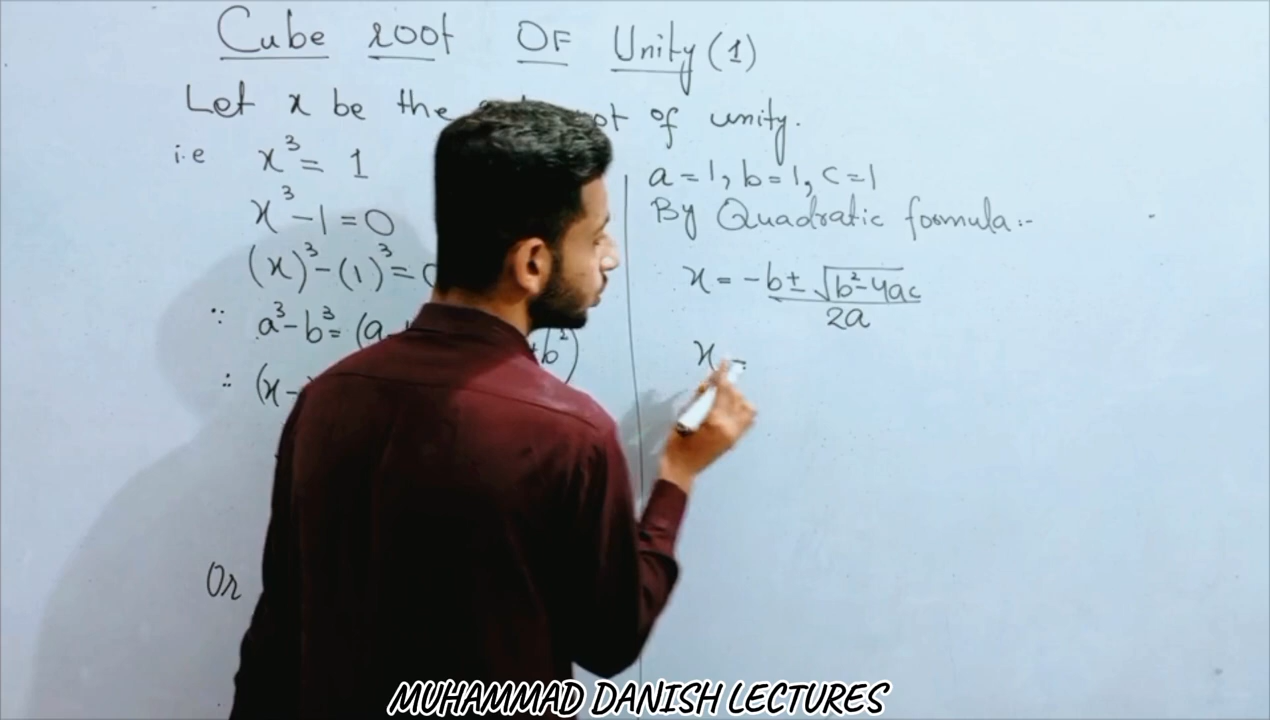 Cube root OF Unity (1)
Let x be the of unity.
i.e x³ = 1
x³ - 1 = 0
(x)³ - (1)³ =
∵ a³ - b³ = (a + b²)
∴ (x -
Or
a = 1, b = 1, c = 1
By Quadratic formula:-
x = -b ± √b² - 4ac
2a
x =
MUHAMMAD DANISH LECTURES